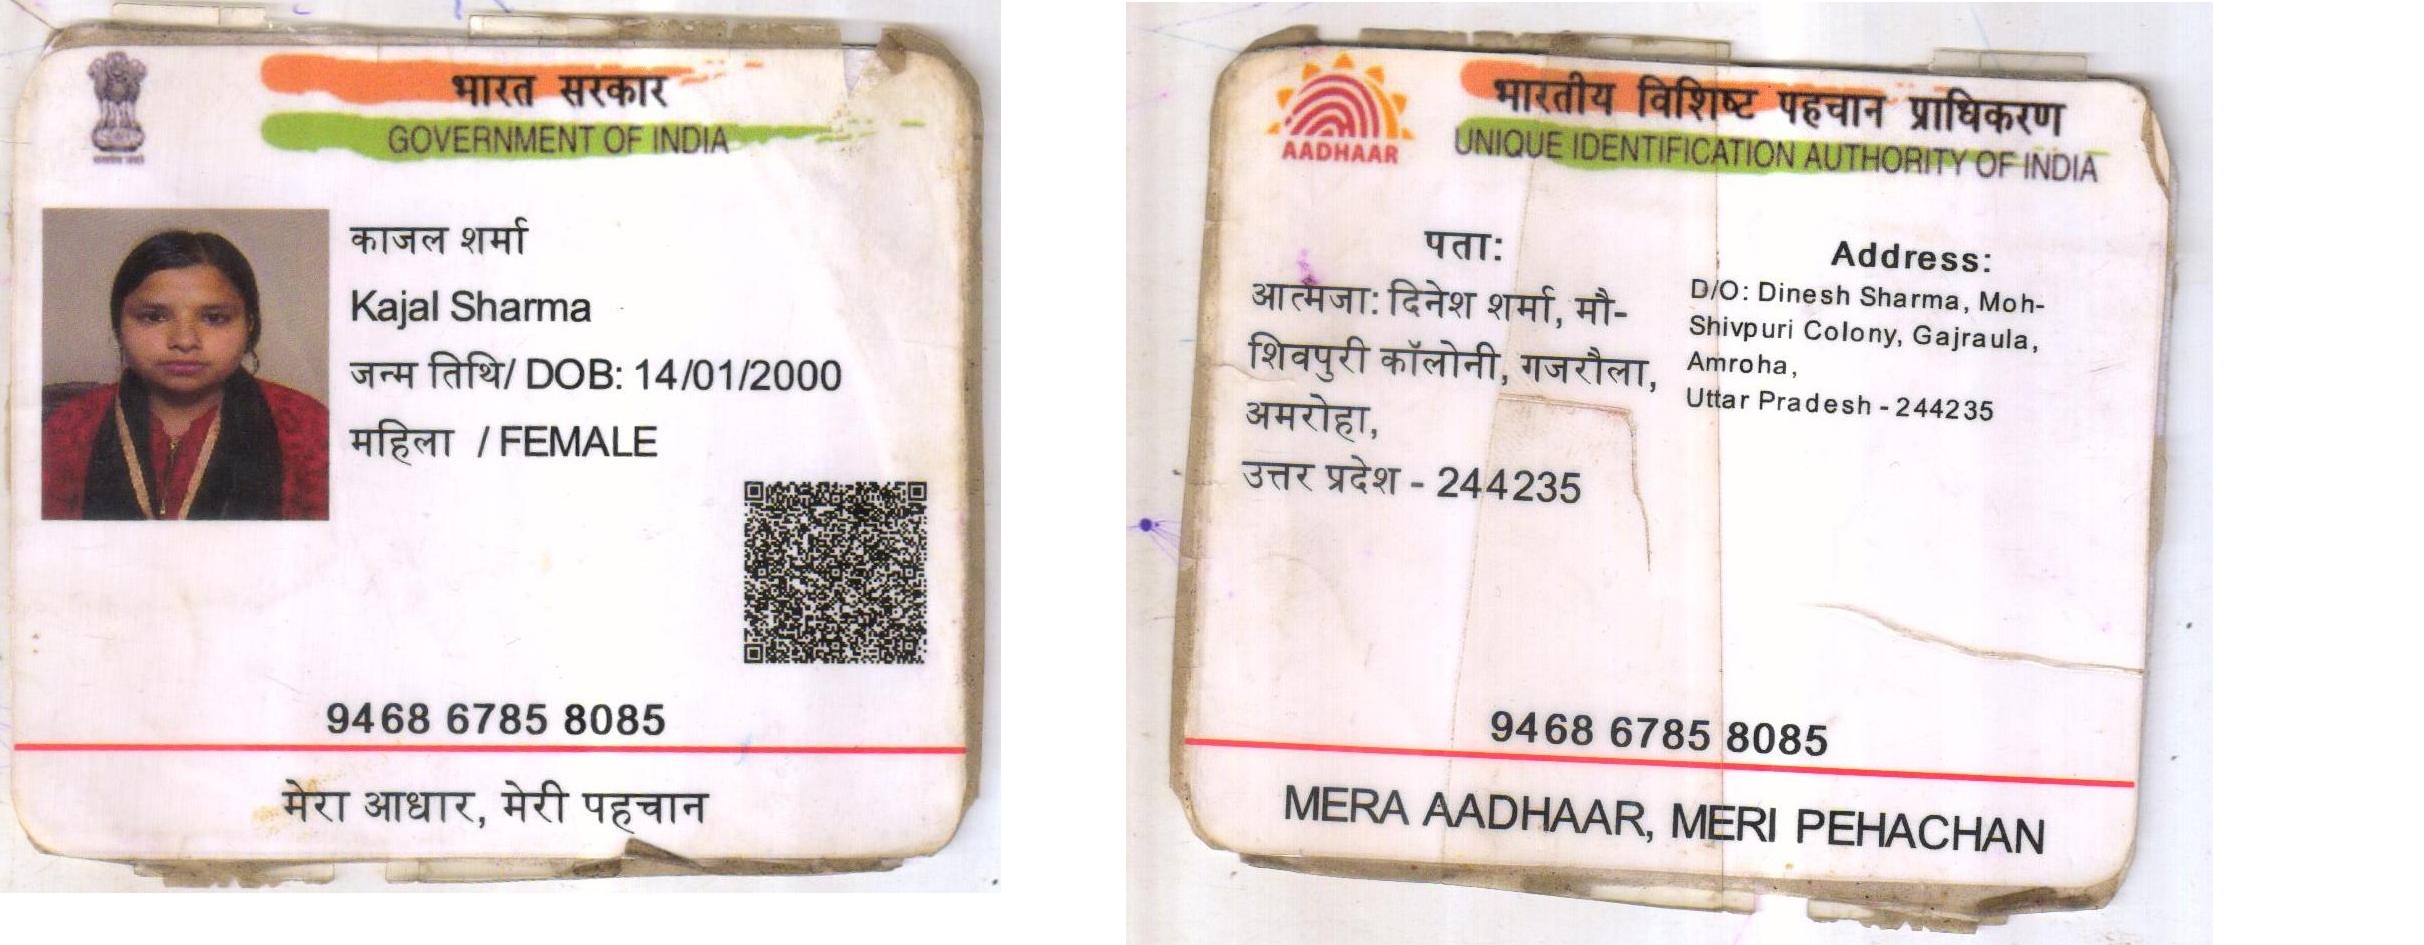 भारत सरकार
GOVERNMENT OF INDIA
काजल शर्मा
Kajal Sharma
जन्म तिथि/ DOB: 14/01/2000
महिला / FEMALE
9468 6785 8085
मेरा आधार, मेरी पहचान
AADHAAR
भारतीय विशिष्ट पहचान प्राधिकरण
UNIQUE IDENTIFICATION AUTHORITY OF INDIA
पता:
आत्मजा: दिनेश शर्मा, मौ-
शिवपुरी कॉलोनी, गजरौला,
अमरोहा,
उत्तर प्रदेश - 244235
Address:
D/O: Dinesh Sharma, Moh-
Shivpuri Colony, Gajraula,
Amroha,
Uttar Pradesh - 244235
9468 6785 8085
MERA AADHAAR, MERI PEHACHAN